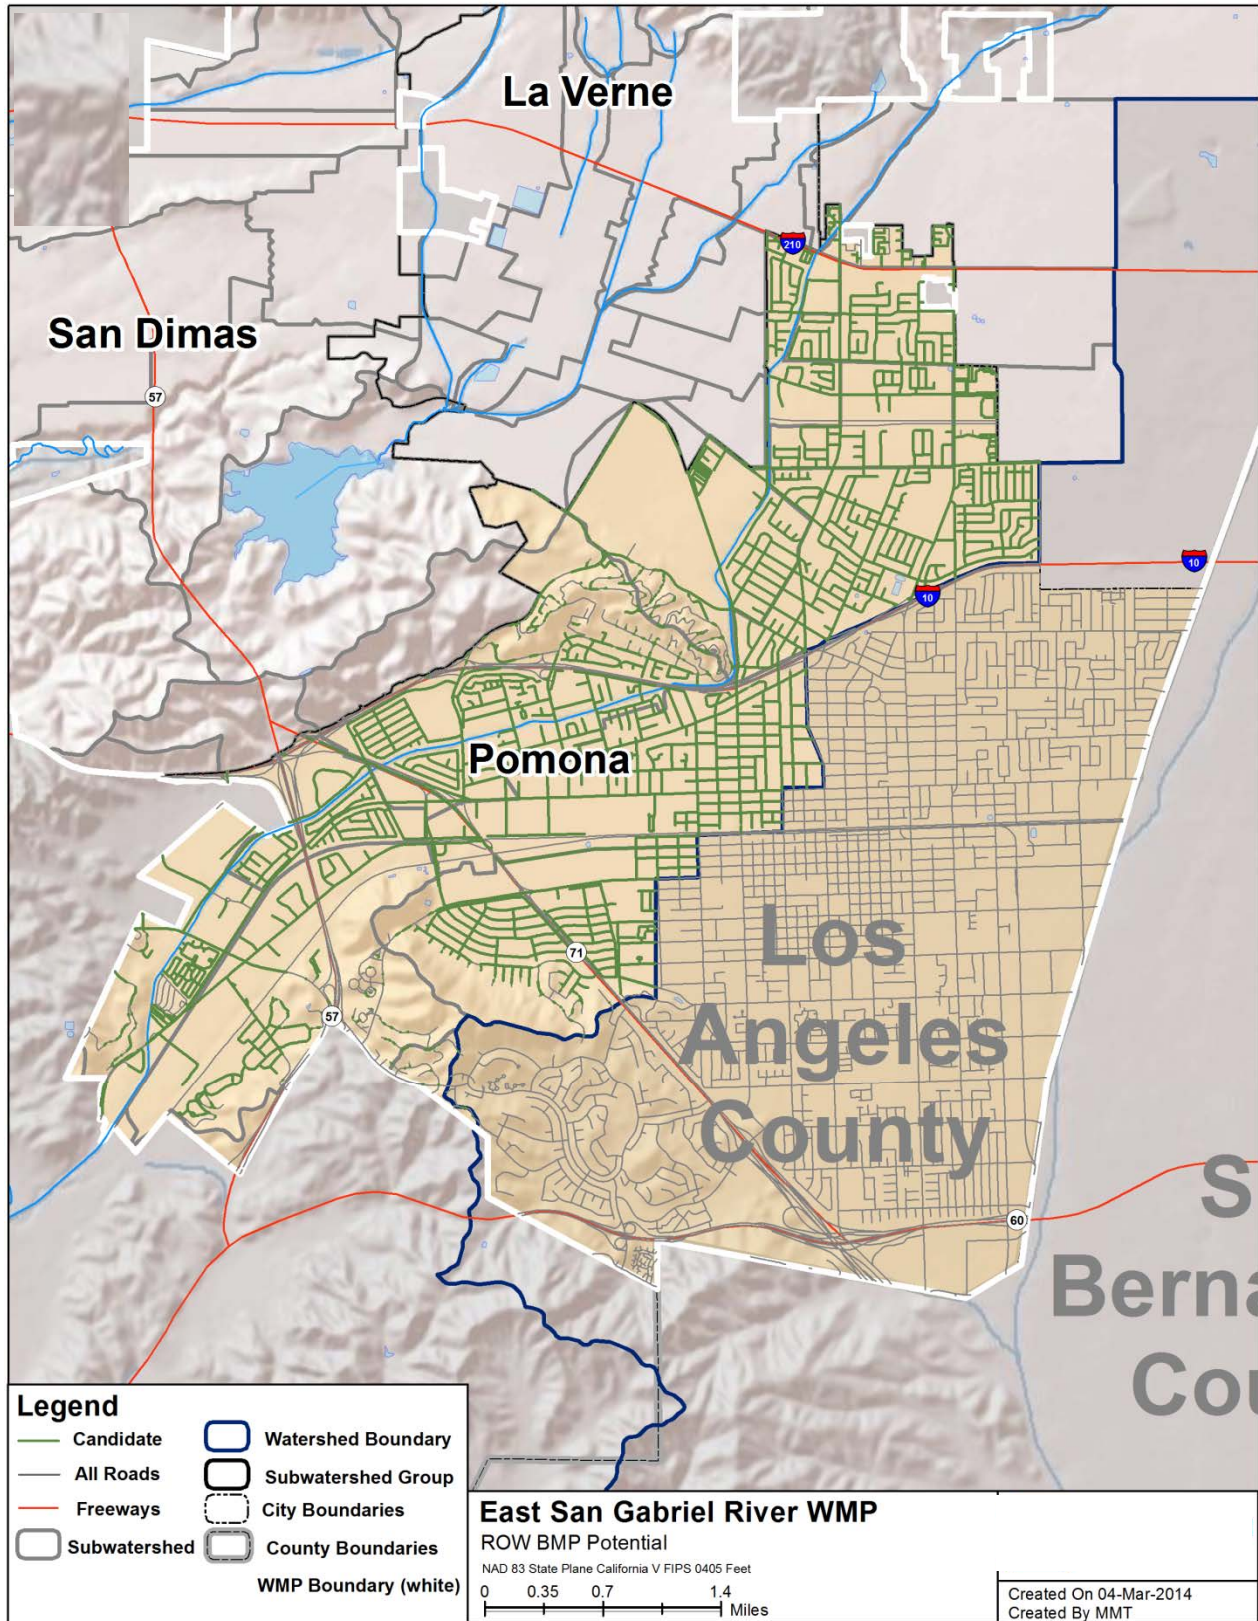 La Verne
210
San Dimas
57
10
10
Pomona
Los
Angeles
County
71
57
60
S
Berna
Cou
Legend
Candidate
All Roads
Freeways
Subwatershed
Watershed Boundary
Subwatershed Group
City Boundaries
County Boundaries
WMP Boundary (white)
East San Gabriel River WMP
ROW BMP Potential
NAD 83 State Plane California V FIPS 0405 Feet
0 0.35 0.7 1.4
Miles
Created On 04-Mar-2014
Created By MMT